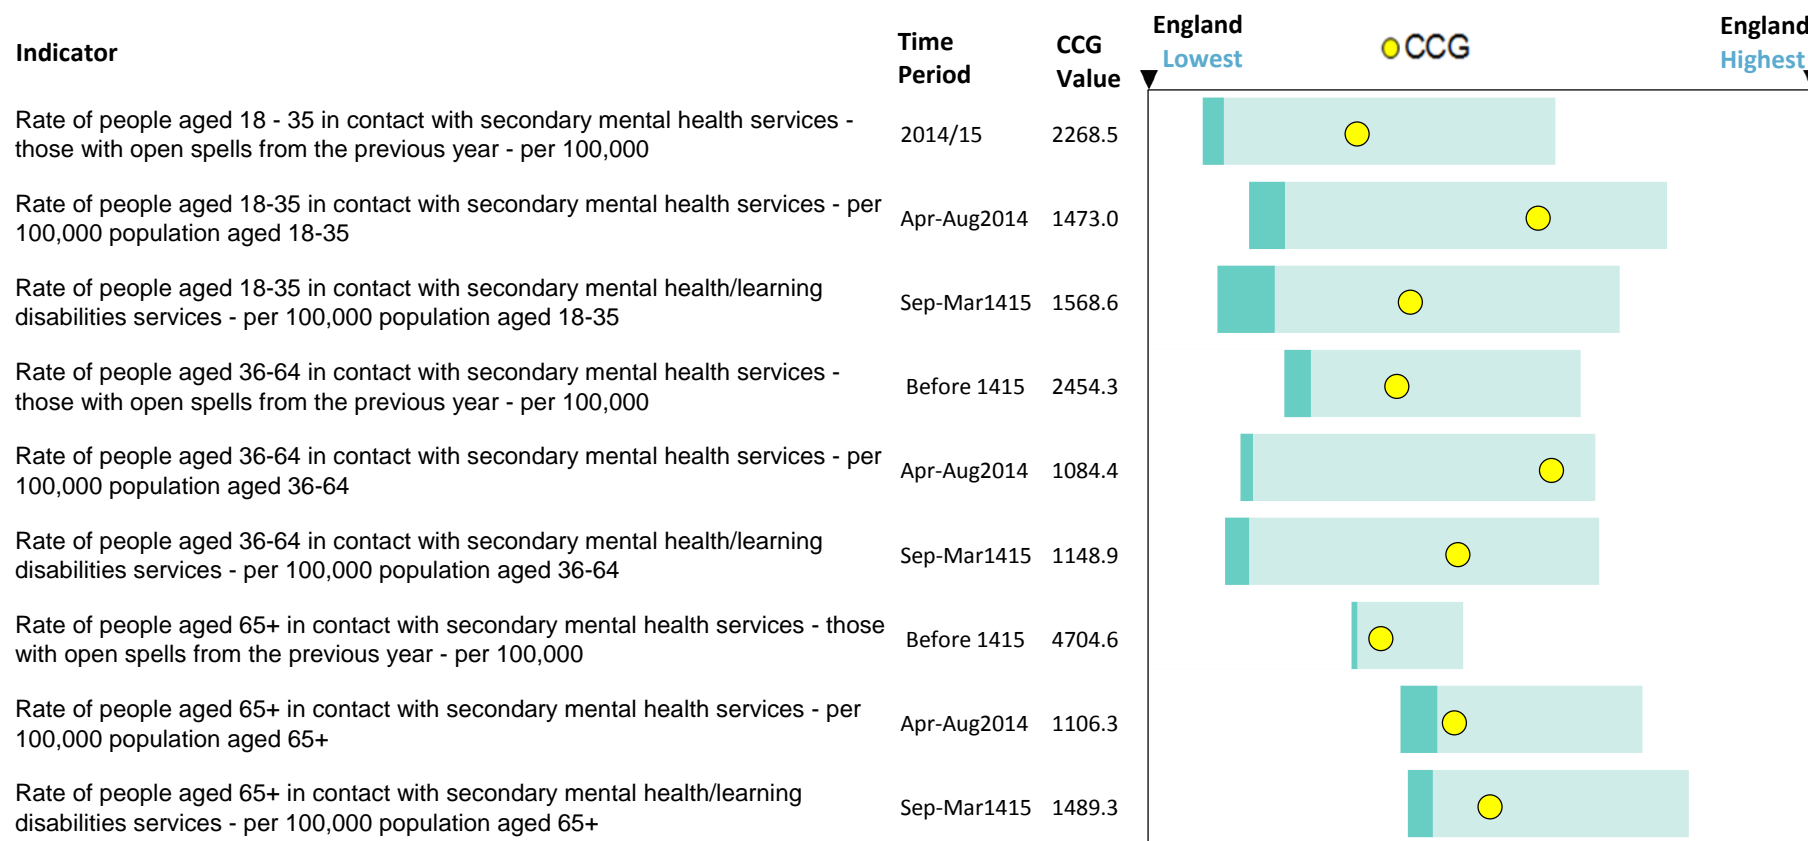 Indicator
Time
Period
CCG
Value
England
Lowest
CCG
England
Highest
Rate of people aged 18 - 35 in contact with secondary mental health services -
those with open spells from the previous year - per 100,000
2014/15
2268.5
Rate of people aged 18-35 in contact with secondary mental health services - per
100,000 population aged 18-35
Apr-Aug2014
1473.0
Rate of people aged 18-35 in contact with secondary mental health/learning
disabilities services - per 100,000 population aged 18-35
Sep-Mar1415
1568.6
Rate of people aged 36-64 in contact with secondary mental health services -
those with open spells from the previous year - per 100,000
Before 1415
2454.3
Rate of people aged 36-64 in contact with secondary mental health services - per
100,000 population aged 36-64
Apr-Aug2014
1084.4
Rate of people aged 36-64 in contact with secondary mental health/learning
disabilities services - per 100,000 population aged 36-64
Sep-Mar1415
1148.9
Rate of people aged 65+ in contact with secondary mental health services - those
with open spells from the previous year - per 100,000
Before 1415
4704.6
Rate of people aged 65+ in contact with secondary mental health services - per
100,000 population aged 65+
Apr-Aug2014
1106.3
Rate of people aged 65+ in contact with secondary mental health/learning
disabilities services - per 100,000 population aged 65+
Sep-Mar1415
1489.3